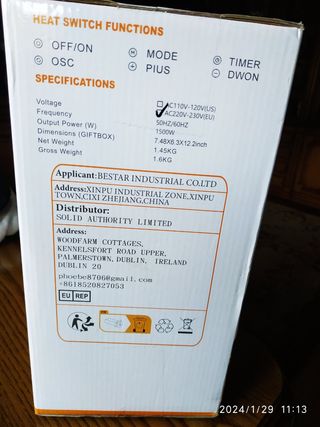 HEAT SWITCH FUNCTIONS
OFF/ON MODE TIMER
OSC PIUS DWON
SPECIFICATIONS
Voltage AC110V-120V(US)
AC220V-230V(EU)
Frequency 50HZ/60HZ
Output Power (W) 1500W
Dimensions (GIFTBOX) 7.48X6.3X12.2inch
Net Weight 1.45KG
Gross Weight 1.6KG
Applicant:BESTAR INDUSTRIAL CO.LTD
Address:XINPU INDUSTRIAL ZONE,XINPU
TOWN,CIXI ZHEJIANG,CHINA
Distributor:
SOLID AUTHORITY LIMITED
Address:
WOODFARM COTTAGES,
KENNELSFORT ROAD UPPER,
PALMERSTOWN, DUBLIN, IRELAND
DUBLIN 20
phoebe8706@gmail.com
+8618520827053
EU REP
2024/1/29 11:13